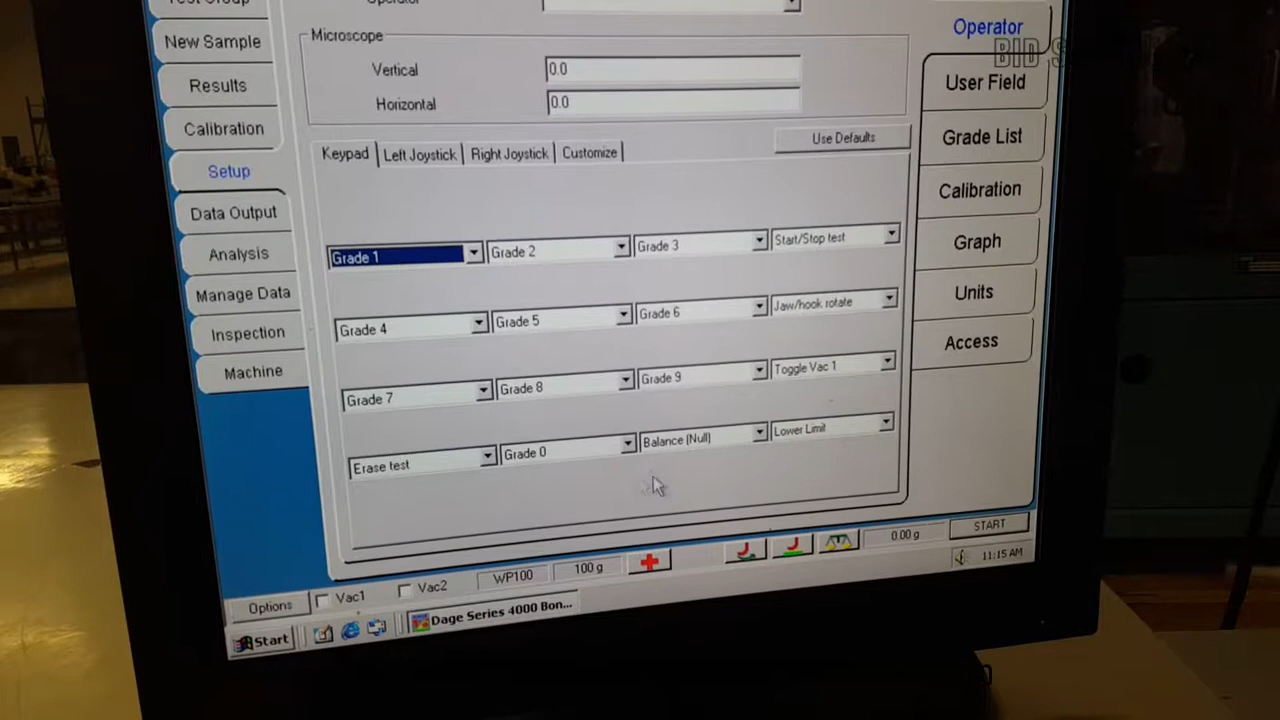 Test Group
Operator
New Sample
Results
Calibration
Setup
Data Output
Analysis
Manage Data
Inspection
Machine
Microscope
Vertical 0.0
Horizontal 0.0
Use Defaults
Keypad Left Joystick Right Joystick Customize
Grade 1 Grade 2 Grade 3 Start/Stop test
Grade 4 Grade 5 Grade 6 Jaw/hook rotate
Grade 7 Grade 8 Grade 9 Toggle Vac 1
Erase test Grade 0 Balance (Null) Lower Limit
Operator
BID S
User Field
Grade List
Calibration
Graph
Units
Access
Options Vac1 Vac2 WP100 100 g 0.00 g START
Start Dage Series 4000 Bon... 11:15 AM